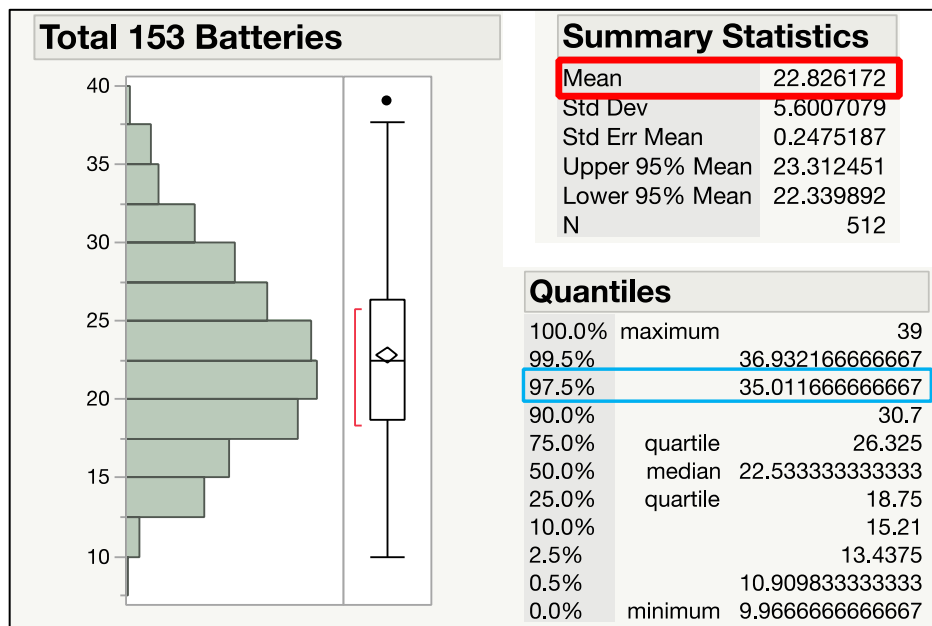 Total 153 Batteries
40
35
30
25
20
15
10
Summary Statistics
Mean 22.826172
Std Dev 5.6007079
Std Err Mean 0.2475187
Upper 95% Mean 23.312451
Lower 95% Mean 22.339892
N 512
Quantiles
100.0% maximum 39
99.5% 36.932166666667
97.5% 35.011666666667
90.0% 30.7
75.0% quartile 26.325
50.0% median 22.533333333333
25.0% quartile 18.75
10.0% 15.21
2.5% 13.4375
0.5% 10.909833333333
0.0% minimum 9.9666666666667